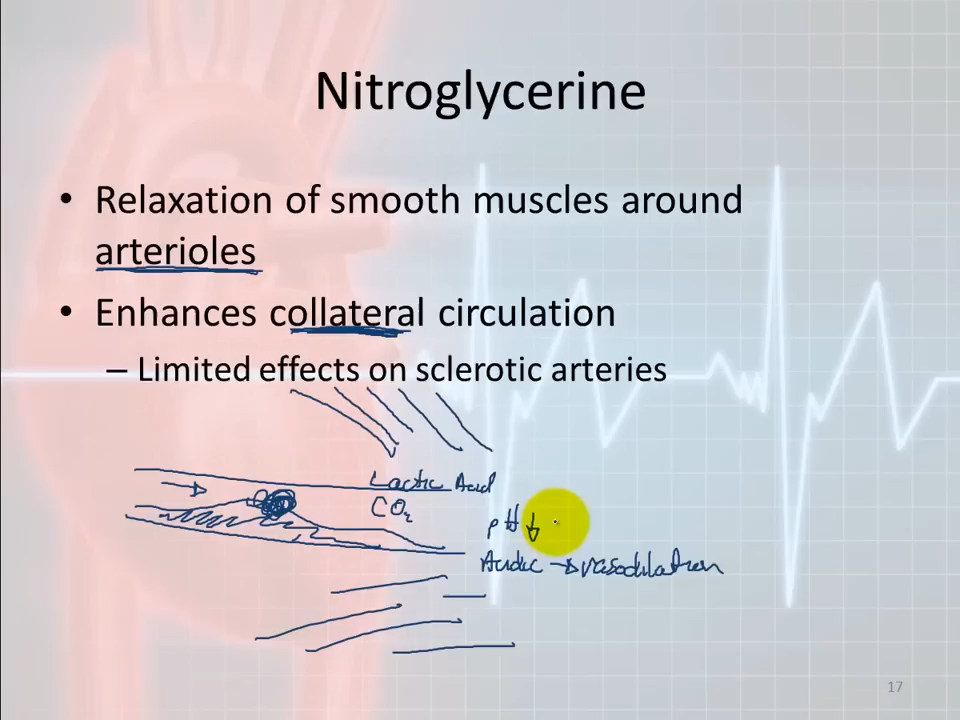 Nitroglycerine
• Relaxation of smooth muscles around
arterioles
• Enhances collateral circulation
– Limited effects on sclerotic arteries
Lactic Acid
CO₂
pH ↓
Acidic → vasodilation
17